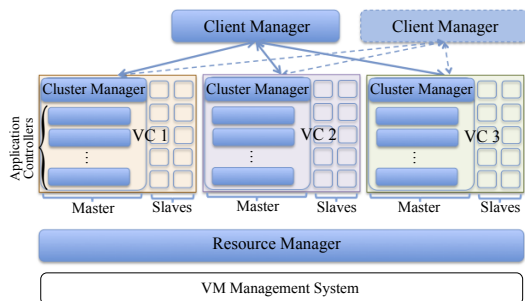 Client Manager
Client Manager
Cluster Manager
Cluster Manager
Cluster Manager
Application
Controllers
VC 1
VC 2
VC 3
...
...
...
Master
Slaves
Master
Slaves
Master
Slaves
Resource Manager
VM Management System